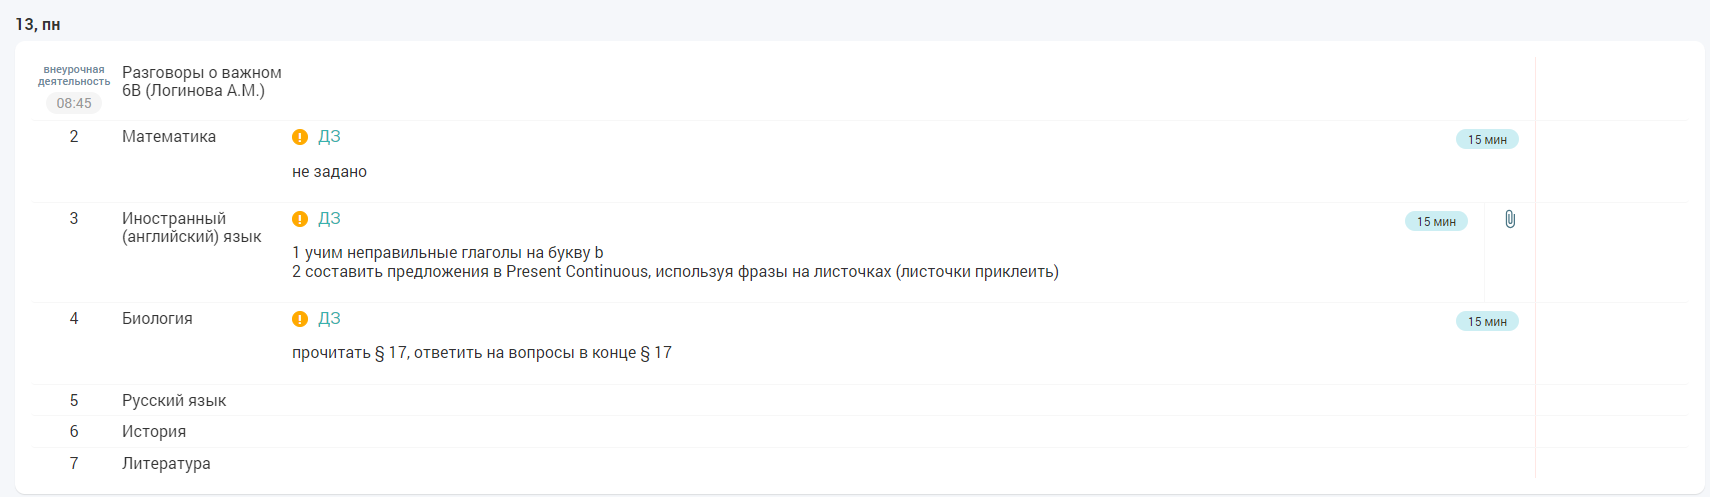 13, пн
внеурочная
деятельность
08:45
Разговоры о важном
6В (Логинова А.М.)
2
Математика
! ДЗ
15 мин
не задано
3
Иностранный
(английский) язык
! ДЗ
15 мин
1 учим неправильные глаголы на букву b
2 составить предложения в Present Continuous, используя фразы на листочках (листочки приклеить)
4
Биология
! ДЗ
15 мин
прочитать § 17, ответить на вопросы в конце § 17
5
Русский язык
6
История
7
Литература